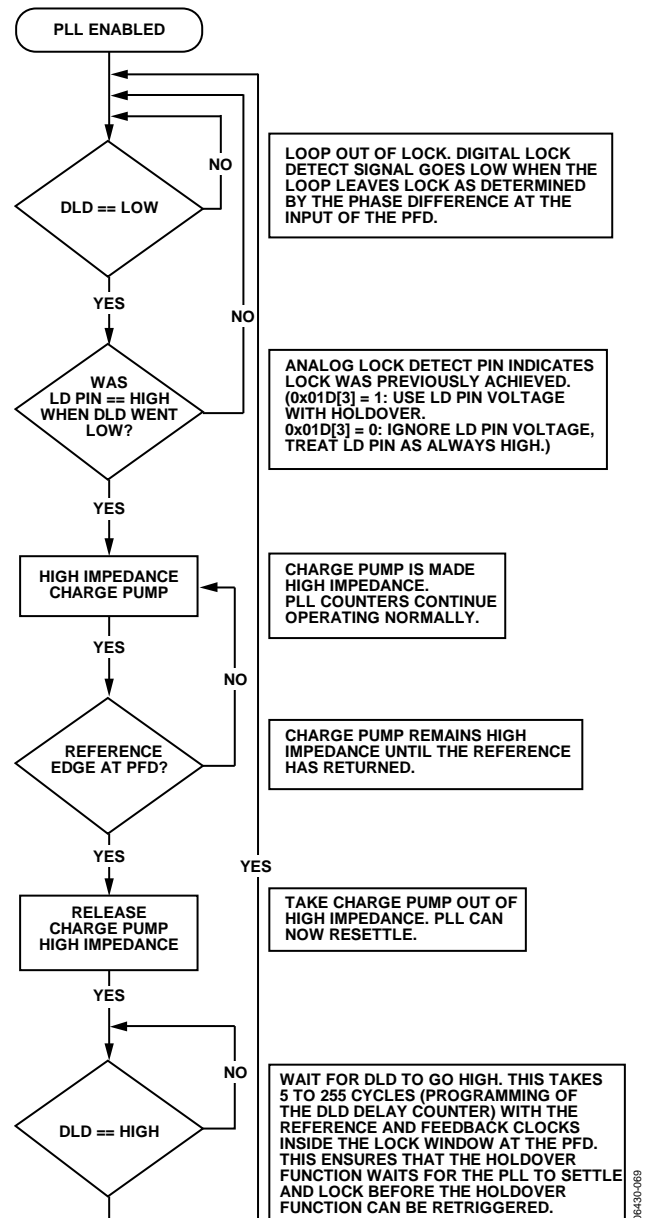 PLL ENABLED
NO
LOOP OUT OF LOCK. DIGITAL LOCK
DETECT SIGNAL GOES LOW WHEN THE
LOOP LEAVES LOCK AS DETERMINED
BY THE PHASE DIFFERENCE AT THE
INPUT OF THE PFD.
DLD == LOW
YES
NO
WAS
LD PIN == HIGH
WHEN DLD WENT
LOW?
ANALOG LOCK DETECT PIN INDICATES
LOCK WAS PREVIOUSLY ACHIEVED.
(0x01D[3] = 1: USE LD PIN VOLTAGE
WITH HOLDOVER.
0x01D[3] = 0: IGNORE LD PIN VOLTAGE,
TREAT LD PIN AS ALWAYS HIGH.)
YES
HIGH IMPEDANCE
CHARGE PUMP
CHARGE PUMP IS MADE
HIGH IMPEDANCE.
PLL COUNTERS CONTINUE
OPERATING NORMALLY.
YES
NO
REFERENCE
EDGE AT PFD?
CHARGE PUMP REMAINS HIGH
IMPEDANCE UNTIL THE REFERENCE
HAS RETURNED.
YES
YES
RELEASE
CHARGE PUMP
HIGH IMPEDANCE
TAKE CHARGE PUMP OUT OF
HIGH IMPEDANCE. PLL CAN
NOW RESETTLE.
YES
NO
DLD == HIGH
WAIT FOR DLD TO GO HIGH. THIS TAKES
5 TO 255 CYCLES (PROGRAMMING OF
THE DLD DELAY COUNTER) WITH THE
REFERENCE AND FEEDBACK CLOCKS
INSIDE THE LOCK WINDOW AT THE PFD.
THIS ENSURES THAT THE HOLDOVER
FUNCTION WAITS FOR THE PLL TO SETTLE
AND LOCK BEFORE THE HOLDOVER
FUNCTION CAN BE RETRIGGERED.
06430-069